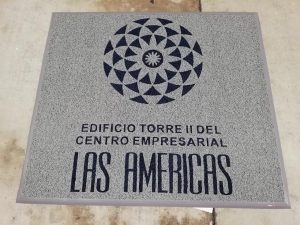 EDIFICIO TORRE II DEL
CENTRO EMPRESARIAL
LAS AMERICAS